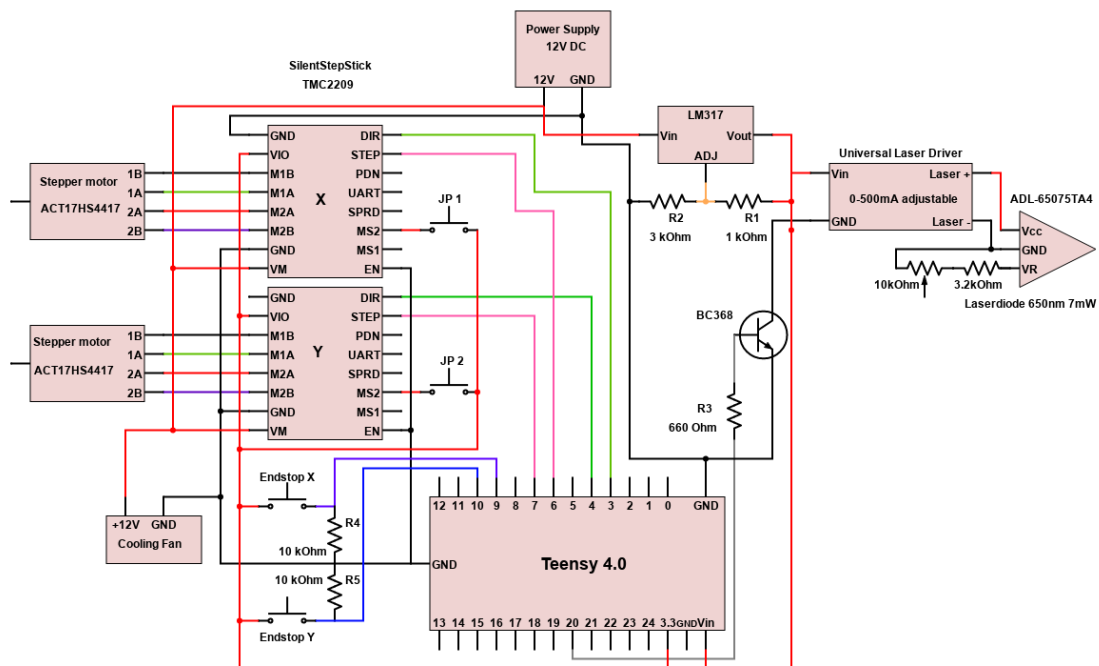 Power Supply
12V DC
12V GND
SilentStepStick
TMC2209
LM317
Vin Vout
ADJ
R2
3 kOhm
R1
1 kOhm
Universal Laser Driver
Vin Laser +
0-500mA adjustable
GND Laser -
ADL-65075TA4
Vcc
GND
VR
10kOhm
3.2kOhm
Laserdiode 650nm 7mW
Stepper motor
ACT17HS4417
1B
1A
2A
2B
GND DIR
VIO STEP
M1B PDN
M1A UART
X
M2A SPRD
M2B MS2
GND MS1
VM EN
JP 1
GND DIR
VIO STEP
M1B PDN
M1A UART
Y
M2A SPRD
M2B MS2
GND MS1
VM EN
JP 2
Stepper motor
ACT17HS4417
1B
1A
2A
2B
BC368
R3
660 Ohm
Endstop X
R4
10 kOhm
10 kOhm
R5
Endstop Y
+12V GND
Cooling Fan
12 11 10 9 8 7 6 5 4 3 2 1 0 GND
GND
Teensy 4.0
13 14 15 16 17 18 19 20 21 22 23 24 3.3 GND Vin